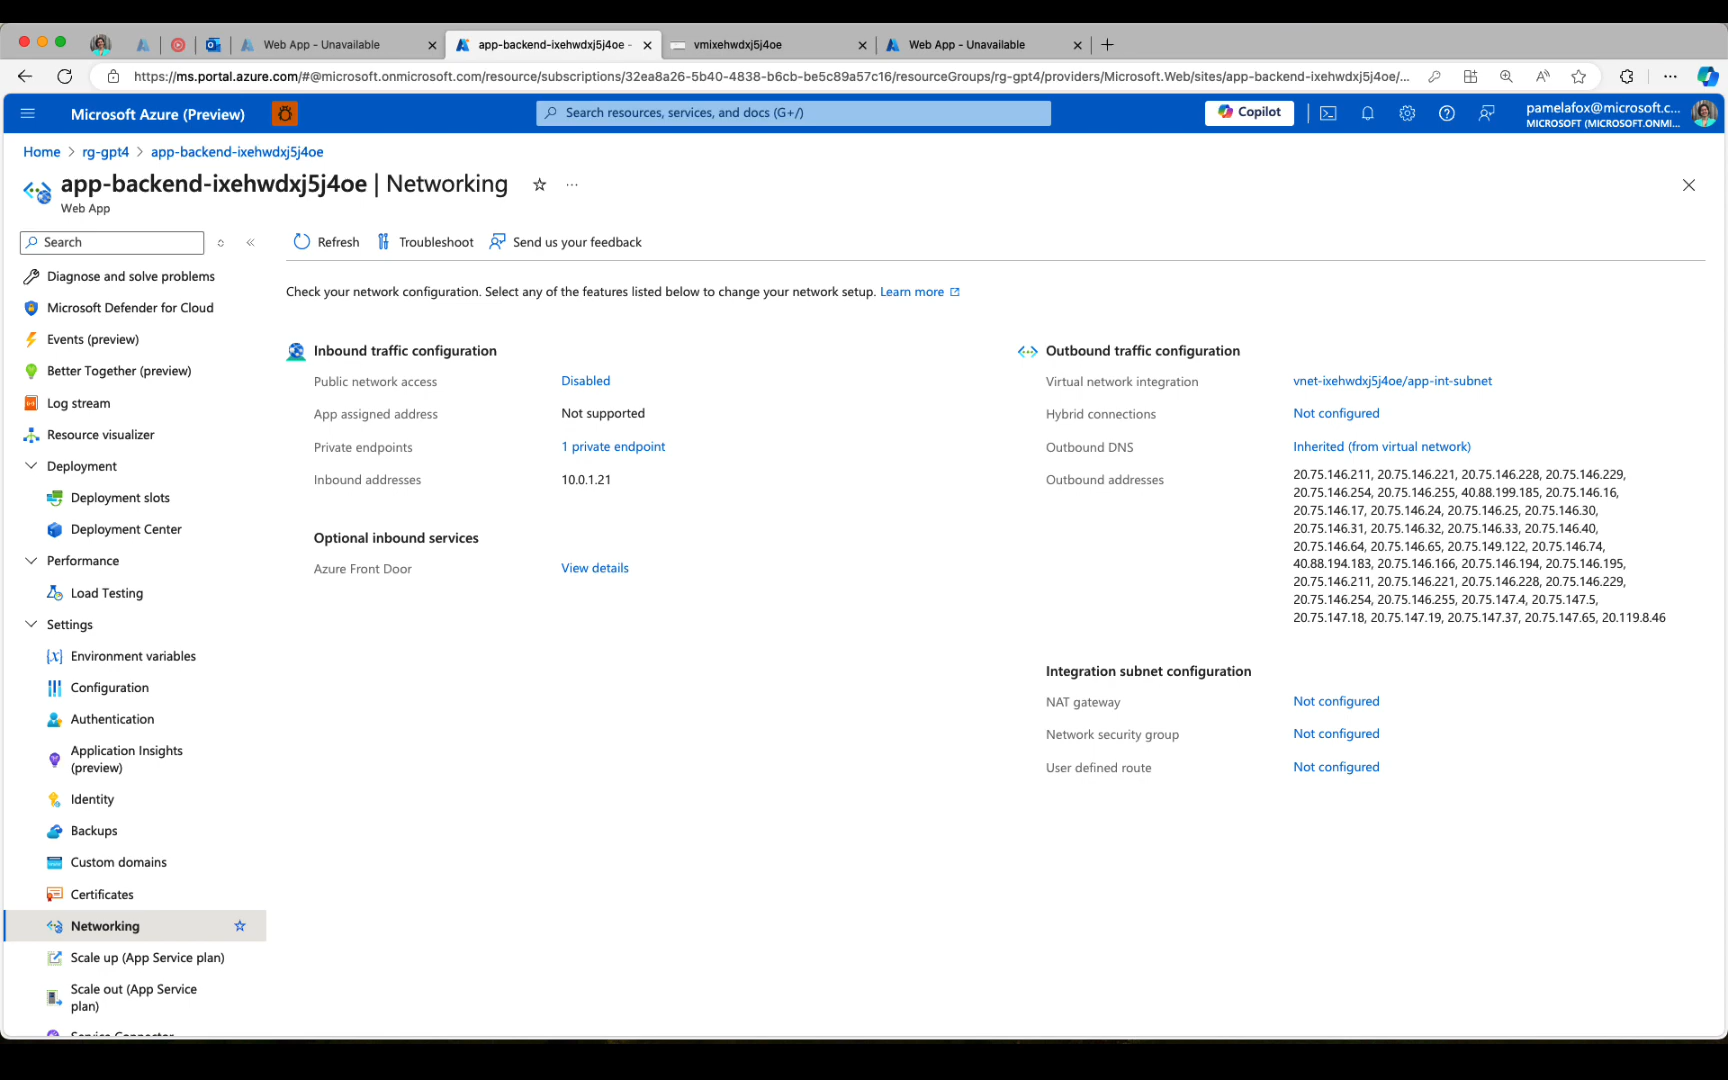 Web App - Unavailable
app-backend-ixehwdxj5j4oe -
vmixehwdxj5j4oe
Web App - Unavailable
https://ms.portal.azure.com/#@microsoft.onmicrosoft.com/resource/subscriptions/32ea8a26-5b40-4838-b6cb-be5c89a57c16/resourceGroups/rg-gpt4/providers/Microsoft.Web/sites/app-backend-ixehwdxj5j4oe/...
Microsoft Azure (Preview)
Search resources, services, and docs (G+/)
Copilot
pamelafox@microsoft.c...
MICROSOFT (MICROSOFT.ONMI...
Home > rg-gpt4 > app-backend-ixehwdxj5j4oe
app-backend-ixehwdxj5j4oe | Networking
Web App
Search
Diagnose and solve problems
Microsoft Defender for Cloud
Events (preview)
Better Together (preview)
Log stream
Resource visualizer
Deployment
Deployment slots
Deployment Center
Performance
Load Testing
Settings
Environment variables
Configuration
Authentication
Application Insights
(preview)
Identity
Backups
Custom domains
Certificates
Networking
Scale up (App Service plan)
Scale out (App Service
plan)
Service Connector
Refresh
Troubleshoot
Send us your feedback
Check your network configuration. Select any of the features listed below to change your network setup. Learn more
Inbound traffic configuration
Public network access Disabled
App assigned address Not supported
Private endpoints 1 private endpoint
Inbound addresses 10.0.1.21
Optional inbound services
Azure Front Door View details
Outbound traffic configuration
Virtual network integration vnet-ixehwdxj5j4oe/app-int-subnet
Hybrid connections Not configured
Outbound DNS Inherited (from virtual network)
Outbound addresses 20.75.146.211, 20.75.146.221, 20.75.146.228, 20.75.146.229,
20.75.146.254, 20.75.146.255, 40.88.199.185, 20.75.146.16,
20.75.146.17, 20.75.146.24, 20.75.146.25, 20.75.146.30,
20.75.146.31, 20.75.146.32, 20.75.146.33, 20.75.146.40,
20.75.146.64, 20.75.146.65, 20.75.149.122, 20.75.146.74,
40.88.194.183, 20.75.146.166, 20.75.146.194, 20.75.146.195,
20.75.146.211, 20.75.146.221, 20.75.146.228, 20.75.146.229,
20.75.146.254, 20.75.146.255, 20.75.147.4, 20.75.147.5,
20.75.147.18, 20.75.147.19, 20.75.147.37, 20.75.147.65, 20.119.8.46
Integration subnet configuration
NAT gateway Not configured
Network security group Not configured
User defined route Not configured